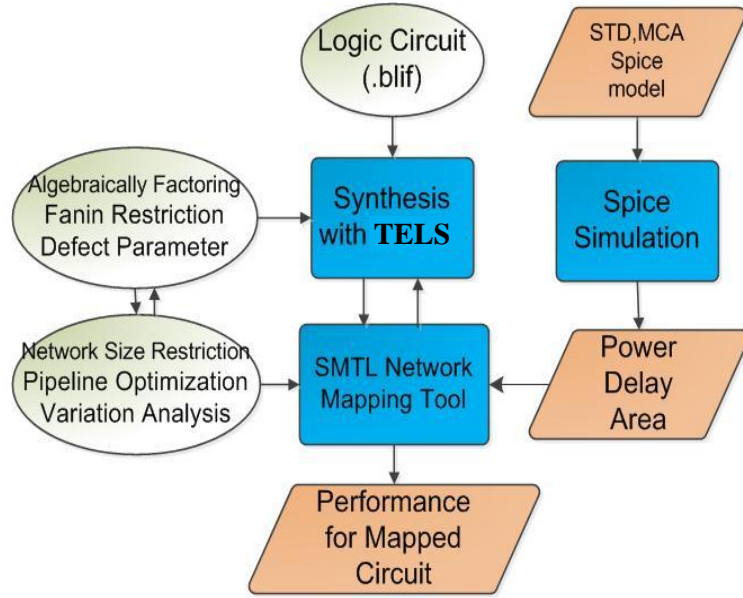 Logic Circuit
(.blif)
STD,MCA
Spice
model
Algebraically Factoring
Fanin Restriction
Defect Parameter
Synthesis
with TELS
Spice
Simulation
Network Size Restriction
Pipeline Optimization
Variation Analysis
SMTL Network
Mapping Tool
Power
Delay
Area
Performance
for Mapped
Circuit